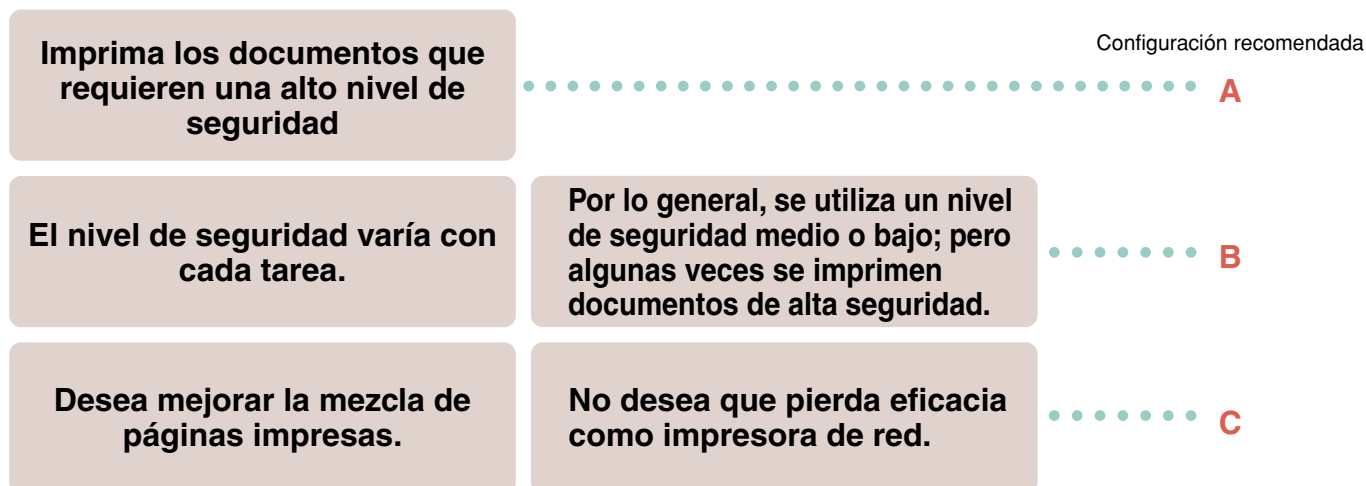 Configuración recomendada
Imprima los documentos que
requieren una alto nivel de
seguridad
A
El nivel de seguridad varía con
cada tarea.
Por lo general, se utiliza un nivel
de seguridad medio o bajo; pero
algunas veces se imprimen
documentos de alta seguridad.
B
Desea mejorar la mezcla de
páginas impresas.
No desea que pierda eficacia
como impresora de red.
C